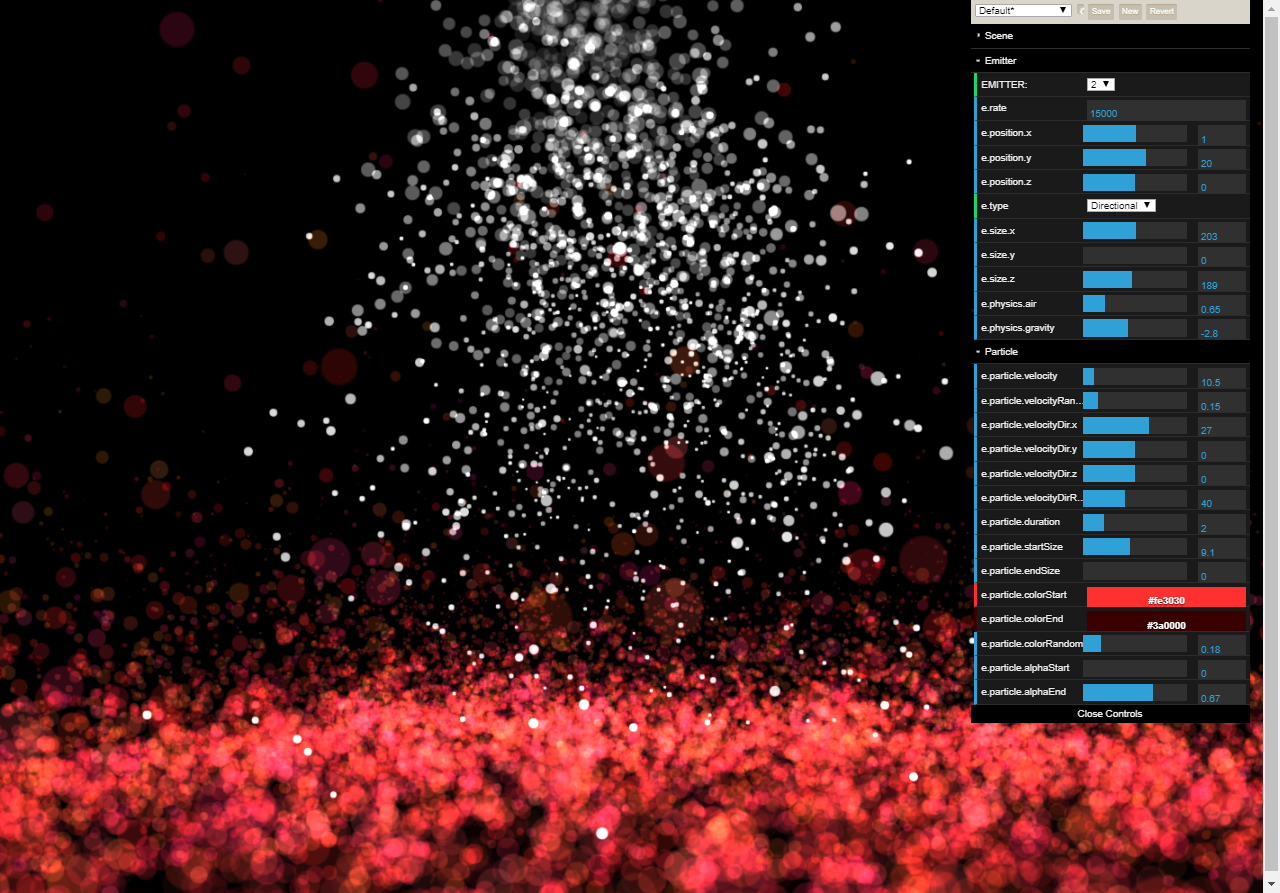 Default* Save New Revert
Scene
Emitter
EMITTER: 2
e.rate 15000
e.position.x 1
e.position.y 20
e.position.z 0
e.type Directional
e.size.x 203
e.size.y 0
e.size.z 189
e.physics.air 0.65
e.physics.gravity -2.8
Particle
e.particle.velocity 10.5
e.particle.velocityRan... 0.15
e.particle.velocityDir.x 27
e.particle.velocityDir.y 0
e.particle.velocityDir.z 0
e.particle.velocityDirR... 40
e.particle.duration 2
e.particle.startSize 9.1
e.particle.endSize 0
e.particle.colorStart #fe3030
e.particle.colorEnd #3a0000
e.particle.colorRandom 0.18
e.particle.alphaStart 0
e.particle.alphaEnd 0.67
Close Controls